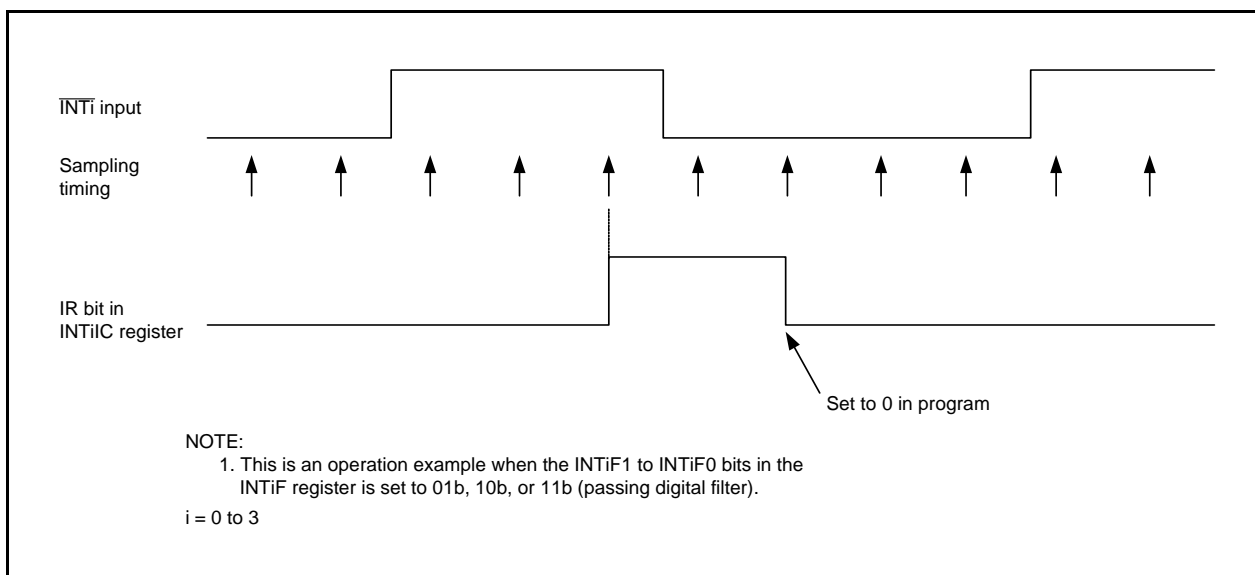 INTi input
Sampling
timing
IR bit in
INTiIC register
Set to 0 in program
NOTE:
1. This is an operation example when the INTiF1 to INTiF0 bits in the
INTiF register is set to 01b, 10b, or 11b (passing digital filter).
i = 0 to 3